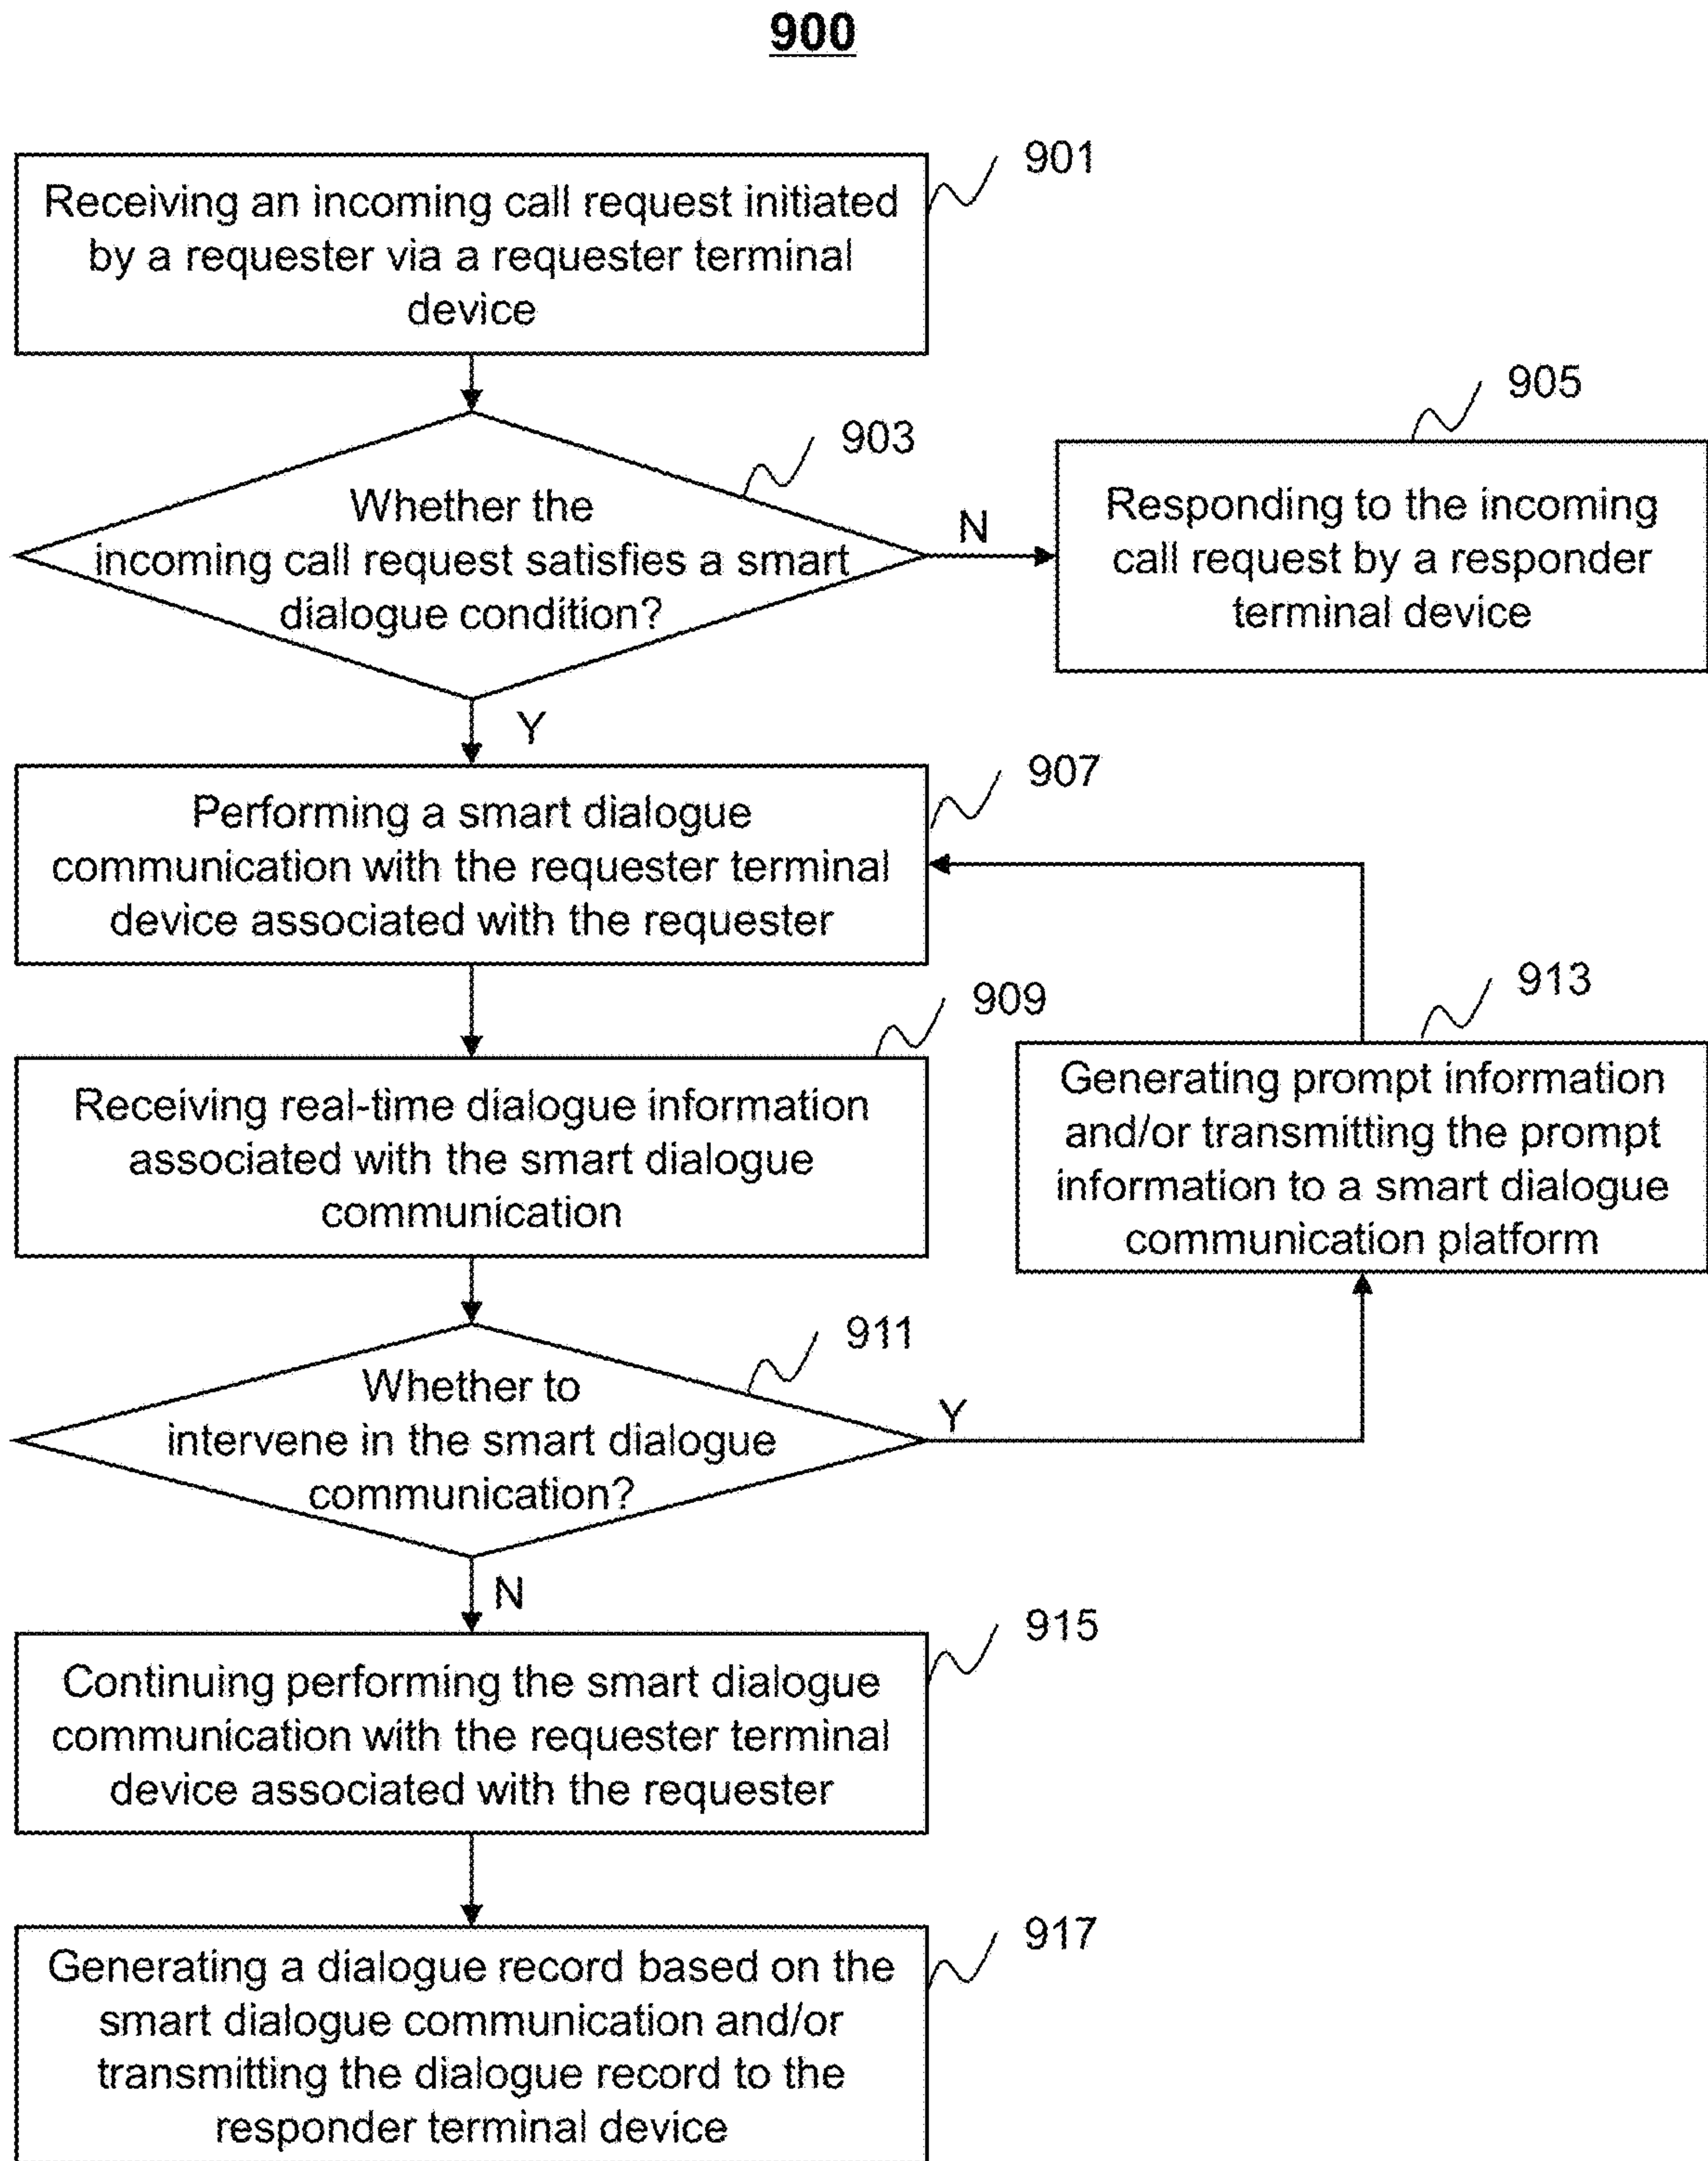 900
901
Receiving an incoming call request initiated
by a requester via a requester terminal
device
903
Whether the
incoming call request satisfies a smart
dialogue condition?
N
905
Responding to the incoming
call request by a responder
terminal device
Y
907
Performing a smart dialogue
communication with the requester terminal
device associated with the requester
909
Receiving real-time dialogue information
associated with the smart dialogue
communication
913
Generating prompt information
and/or transmitting the prompt
information to a smart dialogue
communication platform
911
Whether to
intervene in the smart dialogue
communication?
Y
N
915
Continuing performing the smart dialogue
communication with the requester terminal
device associated with the requester
917
Generating a dialogue record based on the
smart dialogue communication and/or
transmitting the dialogue record to the
responder terminal device